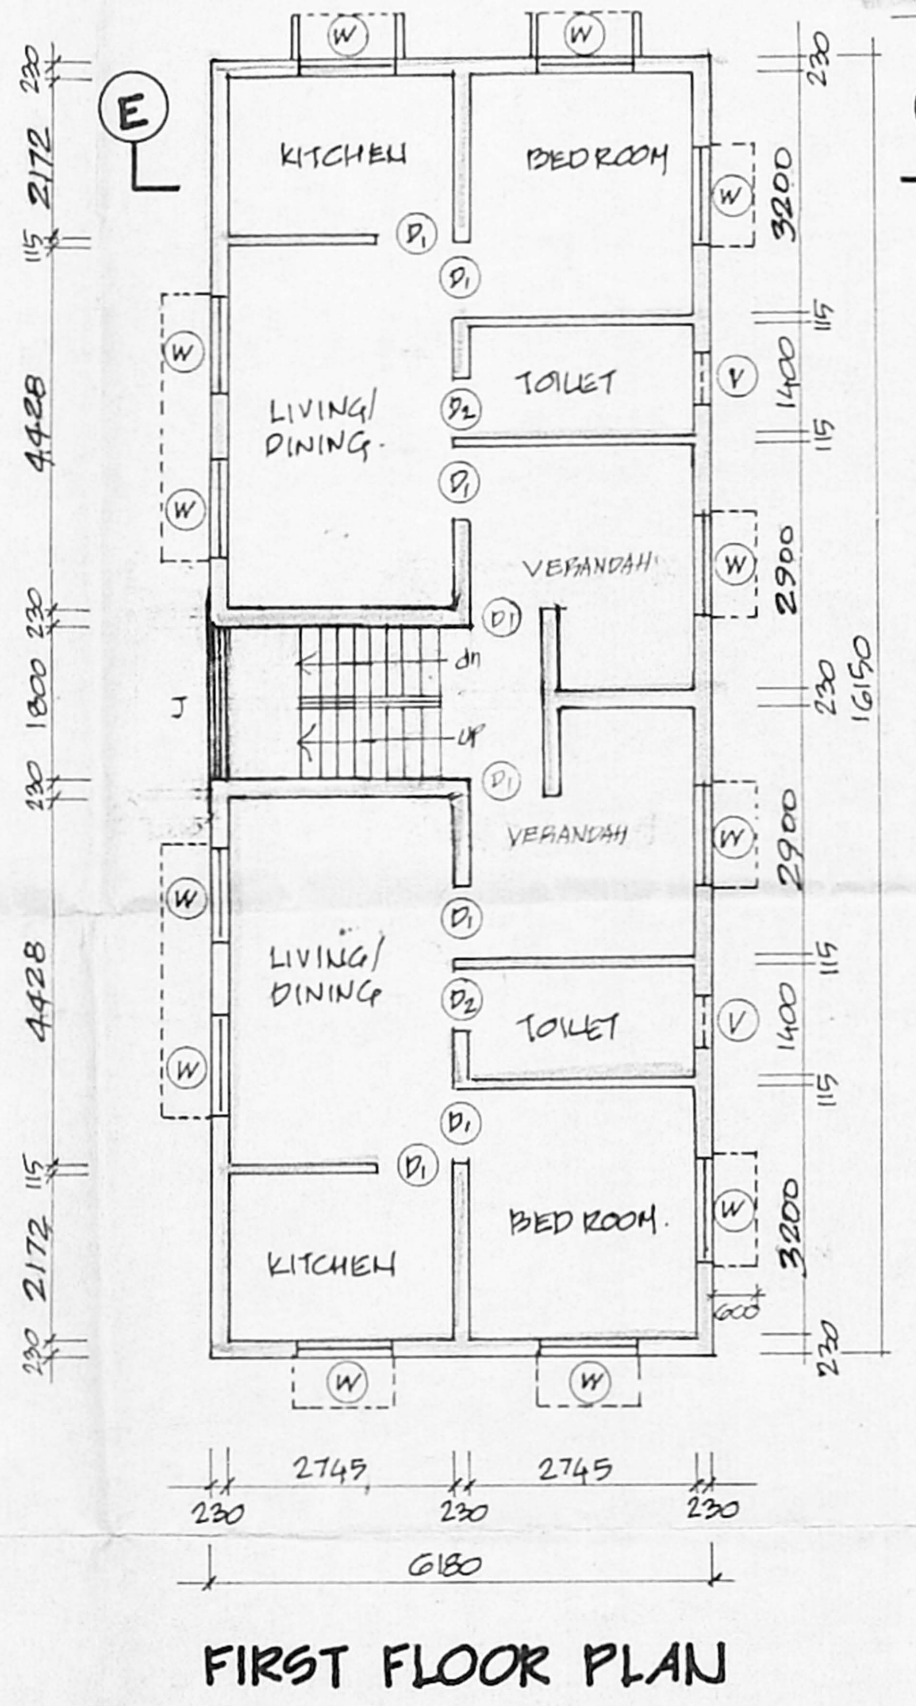 W
W
230
230
E
KITCHEN
BEDROOM
2172
W
3200
D1
115
D1
115
W
TOILET
V
1400
LIVING/
DINING.
D2
4428
115
D1
W
VERANDAH
W
2900
230
D1
dn
230
16150
1800
UP
230
D1
VERANDAH
W
2900
W
D1
LIVING/
DINING
115
4428
D2
TOILET
V
1400
W
115
D1
115
D1
W
BED ROOM.
3200
2172
KITCHEN
600
230
230
W
W
2745
2745
230
230
230
6180
FIRST FLOOR PLAN